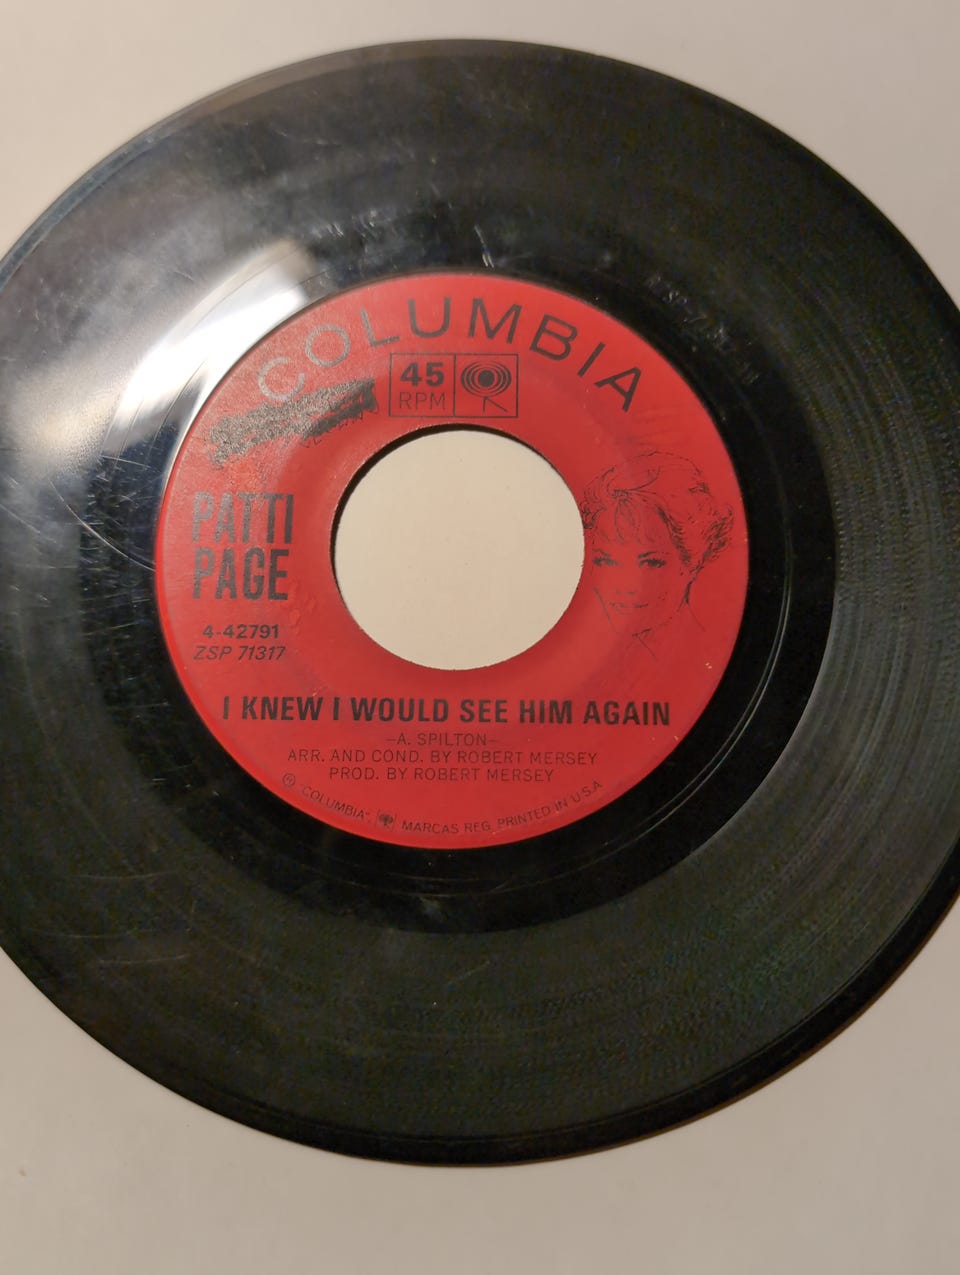 COLUMBIA
45
RPM
PATTI
PAGE
4-42791
ZSP 71317
I KNEW I WOULD SEE HIM AGAIN
-A. SPILTON-
ARR. AND COND. BY ROBERT MERSEY
PROD. BY ROBERT MERSEY
Ⓟ "COLUMBIA", MARCAS REG. PRINTED IN U.S.A